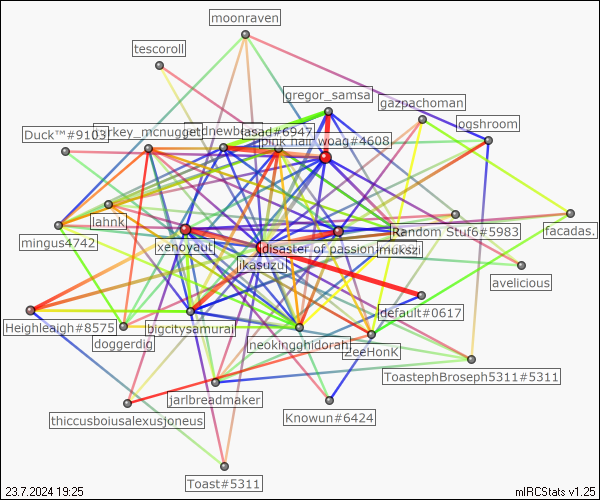 moonraven
tescoroll
gregor_samsa
gazpachoman
ogshroom
Duck™#9103
rkey_mcnugget
dnewbe
asad#6947
pink hair woag#4608
lahnk
mingus4742
xenoyaut
disaster of passion
Random Stuf6#5983
facadas.
mukszi
ikasuzu
avelicious
default#0617
Heighleaigh#8575
bigcitysamurai
doggerdig
neokingghidorah
ZeeHonk
ToastephBroseph5311#5311
jarlbreadmaker
thiccusboiusalexusjoneus
Knowun#6424
Toast#5311
23.7.2024 19:25
mIRCStats v1.25